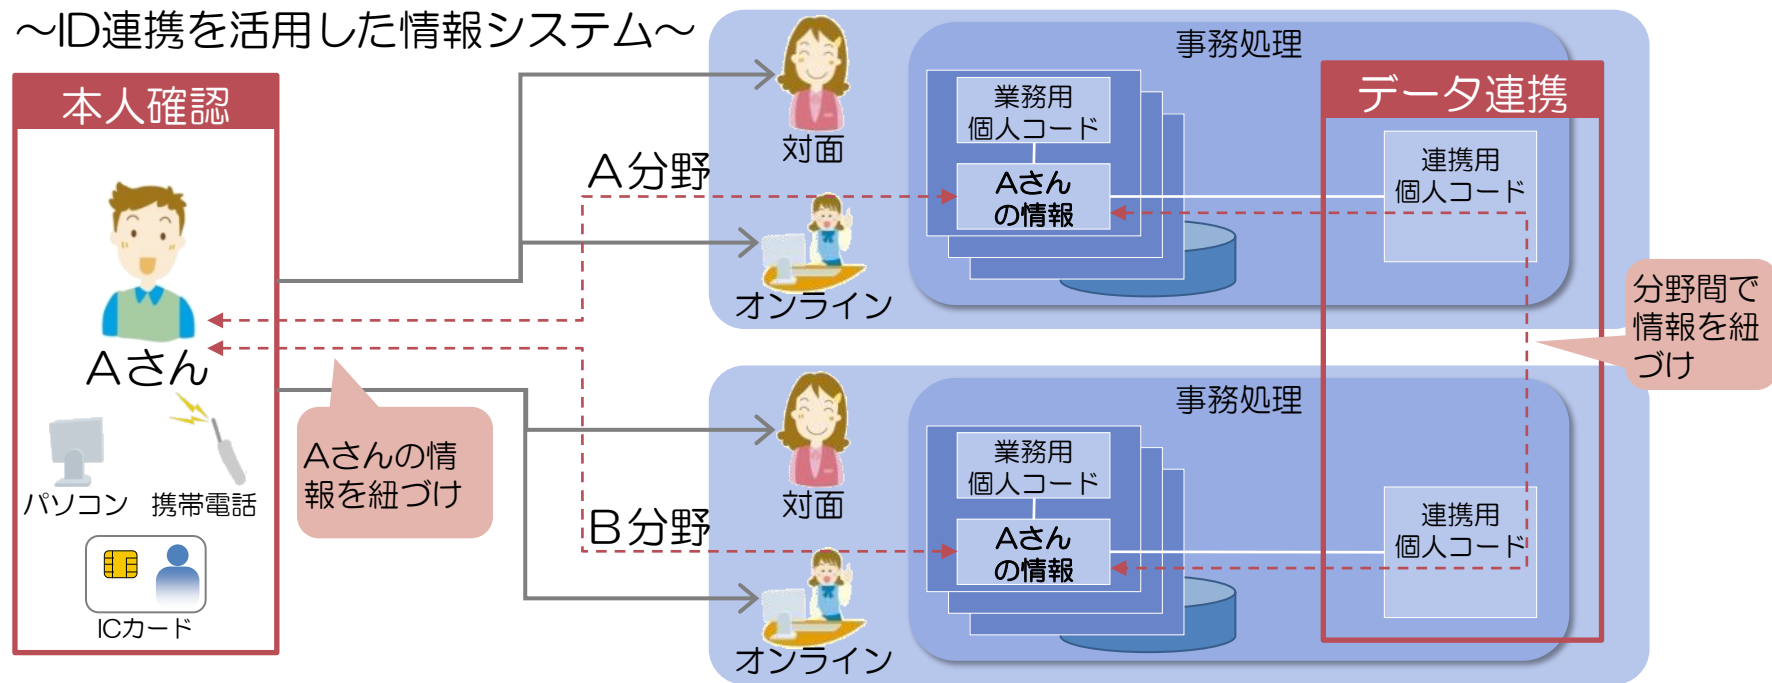 ～ID連携を活用した情報システム～
本人確認
Aさん
パソコン
携帯電話
ICカード
Aさんの情
報を紐づけ
A分野
対面
オンライン
事務処理
業務用
個人コード
Aさん
の情報
データ連携
連携用
個人コード
分野間で
情報を紐
づけ
B分野
対面
オンライン
事務処理
業務用
個人コード
Aさん
の情報
連携用
個人コード